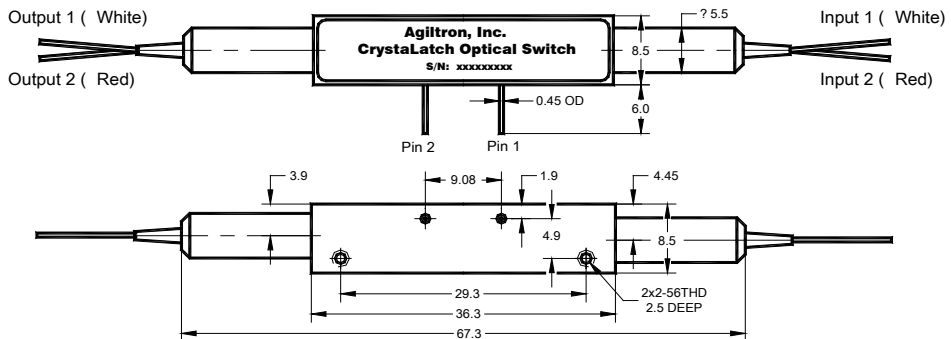 Output 1 ( White)
Output 2 ( Red)
Agiltron, Inc.
CrystaLatch Optical Switch
S/N: xxxxxxxxx
? 5.5
8.5
Input 1 ( White)
Input 2 ( Red)
0.45 OD
6.0
Pin 2
Pin 1
3.9
9.08
1.9
4.45
4.9
8.5
29.3
2x2-56THD
2.5 DEEP
36.3
67.3